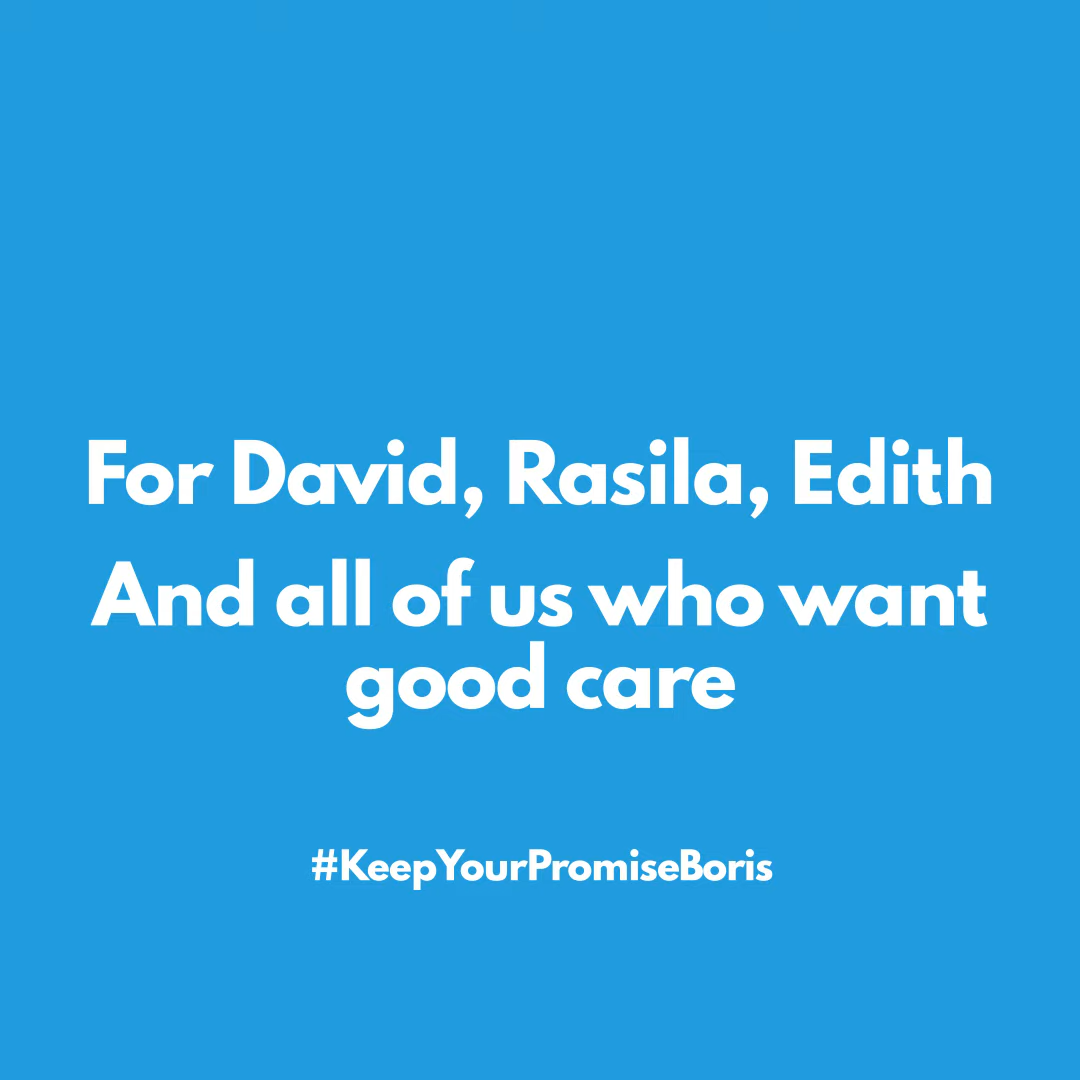 For David, Rasila, Edith
And all of us who want
good care
#KeepYourPromiseBoris